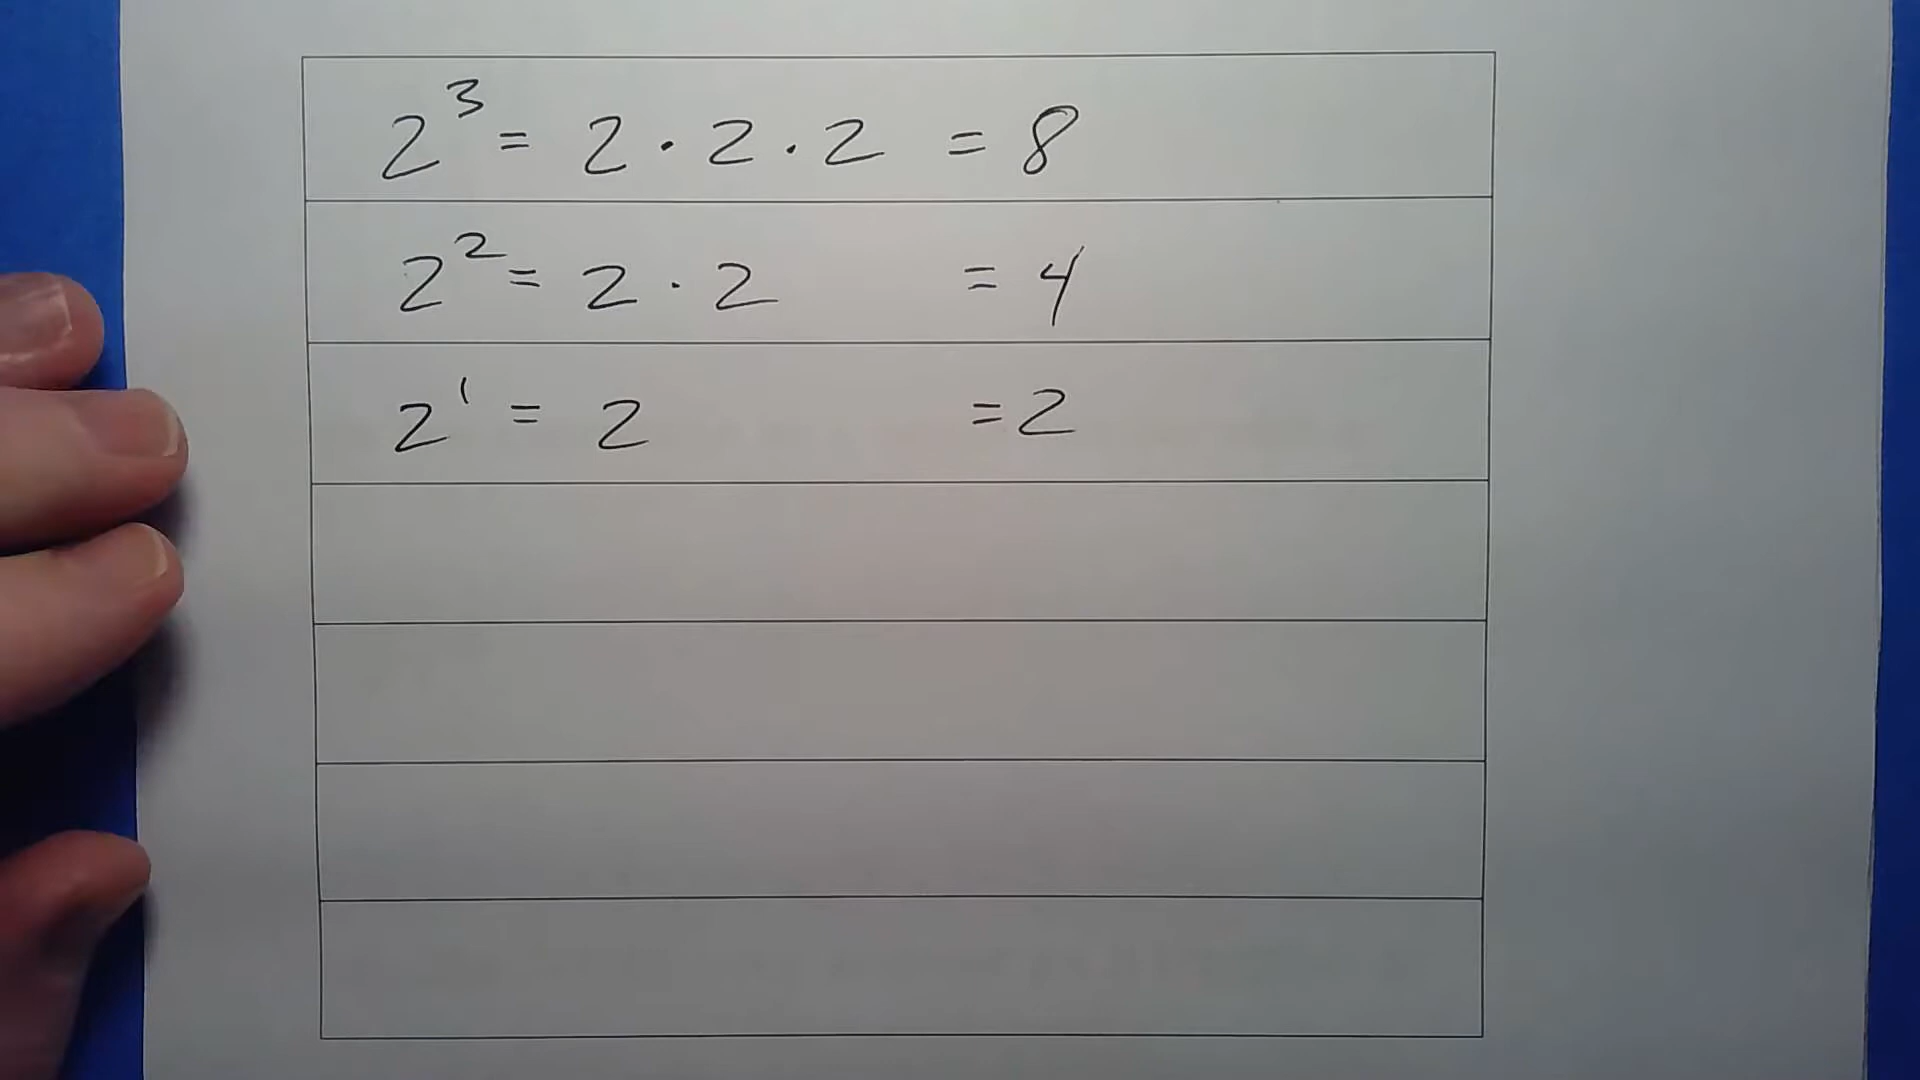 2³ = 2 · 2 · 2 = 8
2² = 2 · 2 = 4
2¹ = 2 = 2